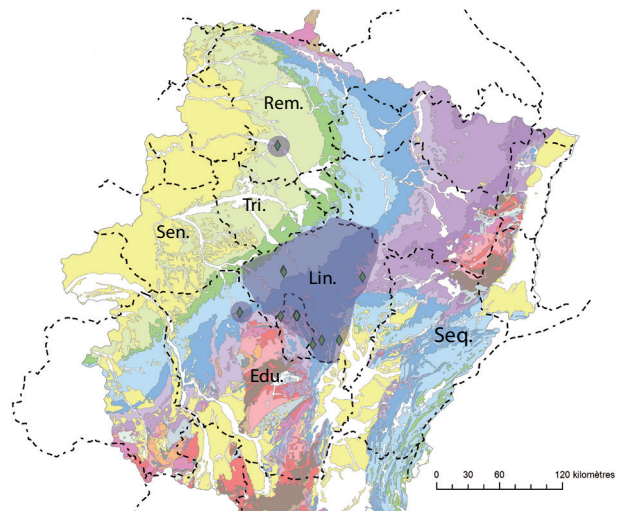 Rem.
Tri.
Sen.
Lin.
Seq.
Edu.
0 30 60 120 kilomètres